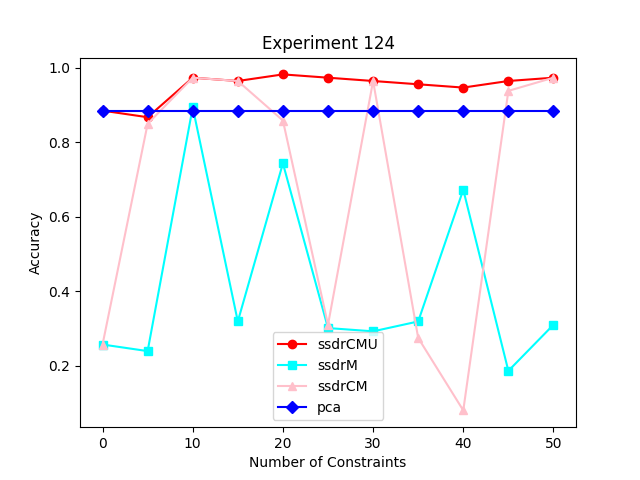 Experiment 124
Accuracy
1.0
0.8
0.6
0.4
0.2
ssdrCMU
ssdrM
ssdrCM
pca
0 10 20 30 40 50
Number of Constraints